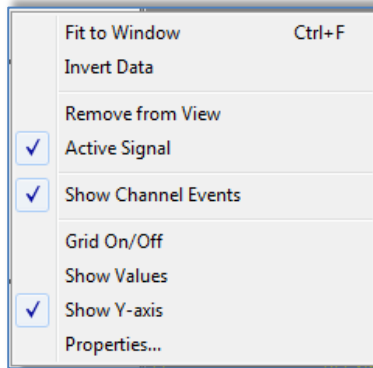 Fit to Window Ctrl+F
Invert Data
Remove from View
Active Signal
Show Channel Events
Grid On/Off
Show Values
Show Y-axis
Properties...